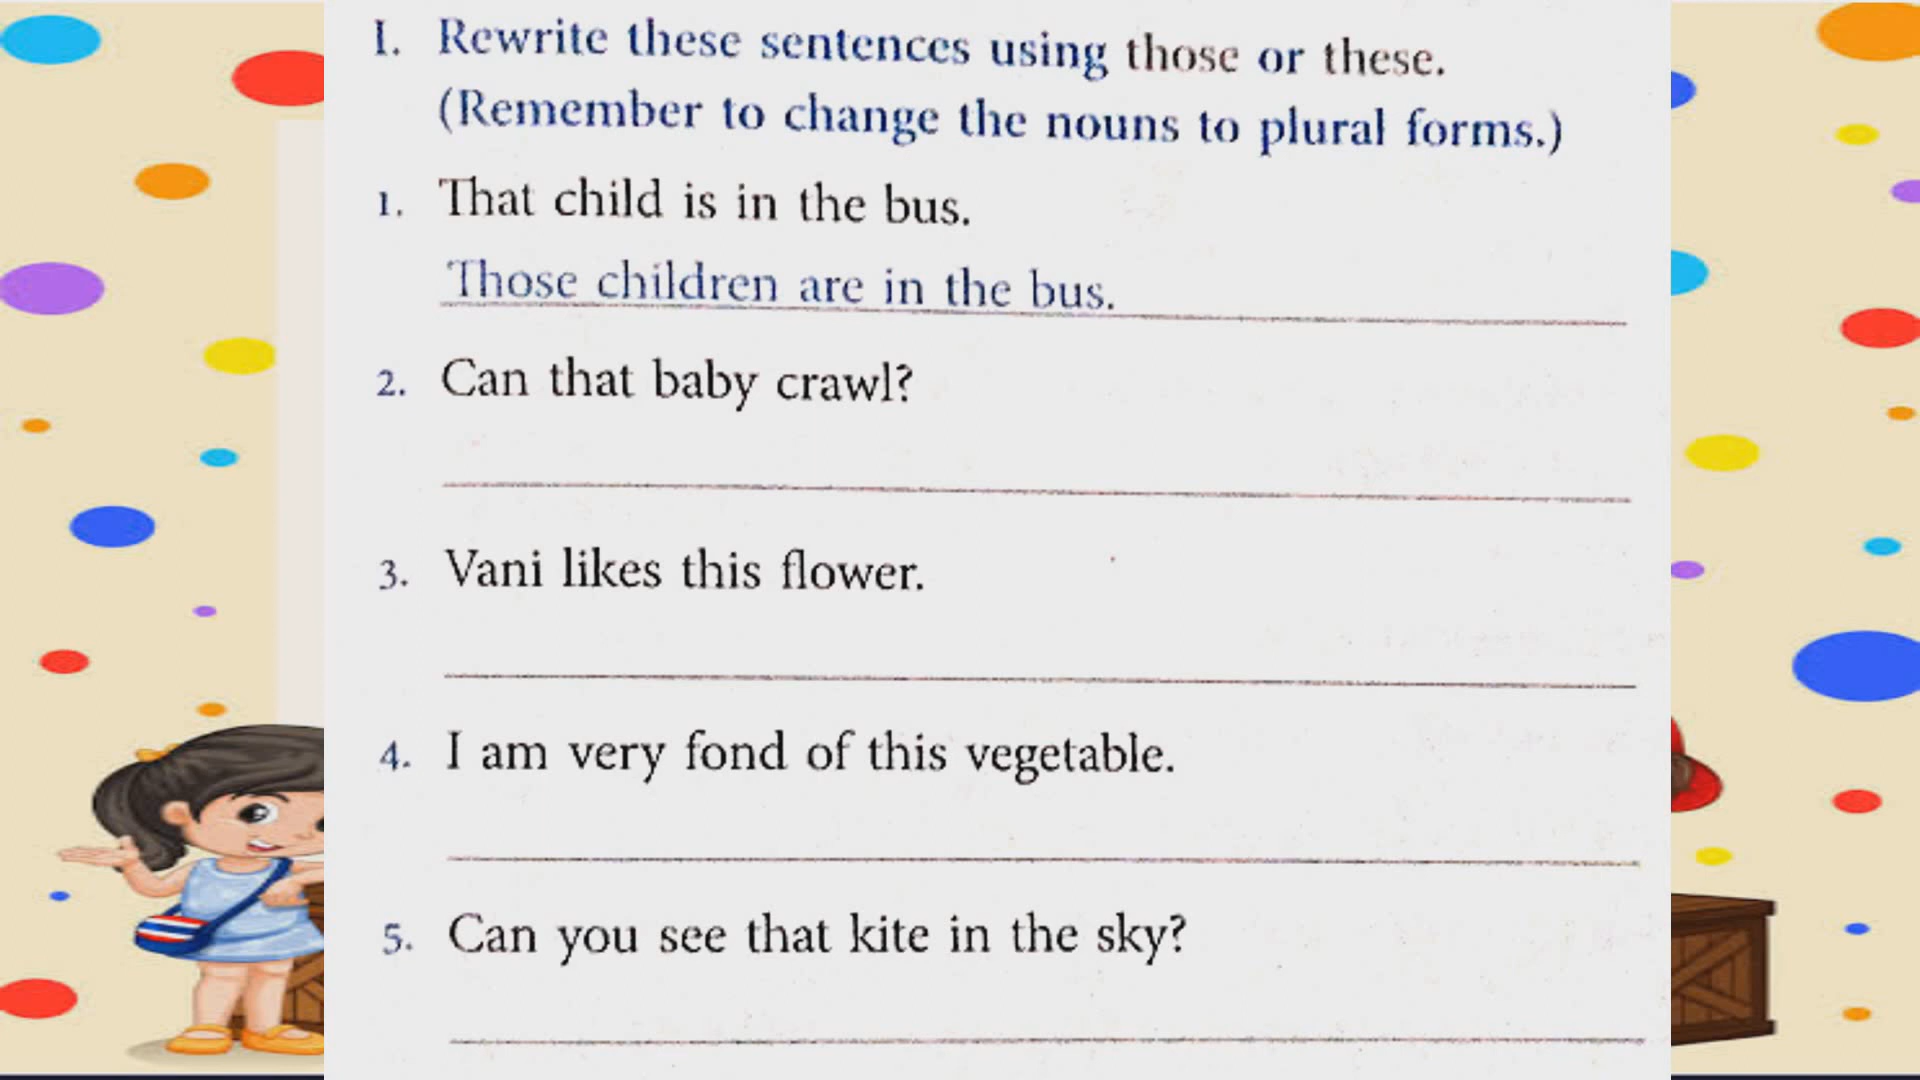 I. Rewrite these sentences using those or these.
(Remember to change the nouns to plural forms.)
1. That child is in the bus.
Those children are in the bus.
2. Can that baby crawl?
3. Vani likes this flower.
4. I am very fond of this vegetable.
5. Can you see that kite in the sky?